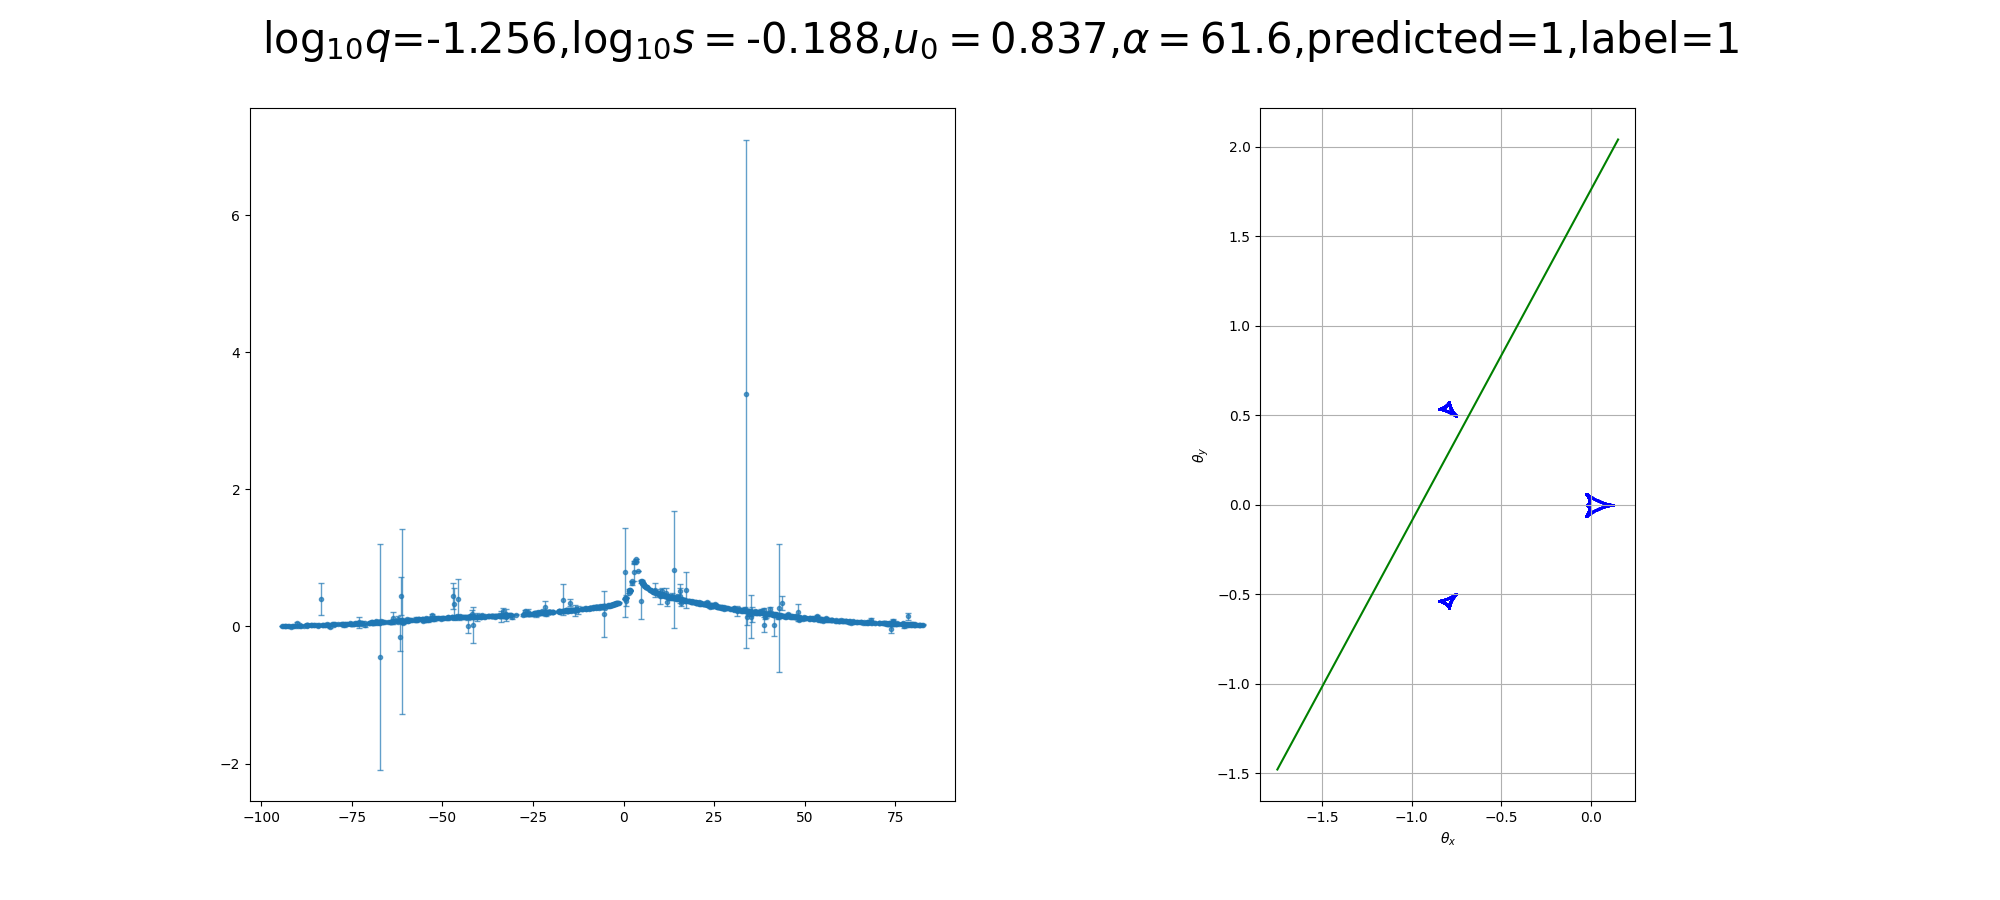 log₁₀q=-1.256,log₁₀s = -0.188,u₀ = 0.837,α = 61.6,predicted=1,label=1
6
4
2
0
−2
−100 −75 −50 −25 0 25 50 75
2.0
1.5
1.0
0.5
0.0
−0.5
−1.0
−1.5
θy
−1.5 −1.0 −0.5 0.0
θx